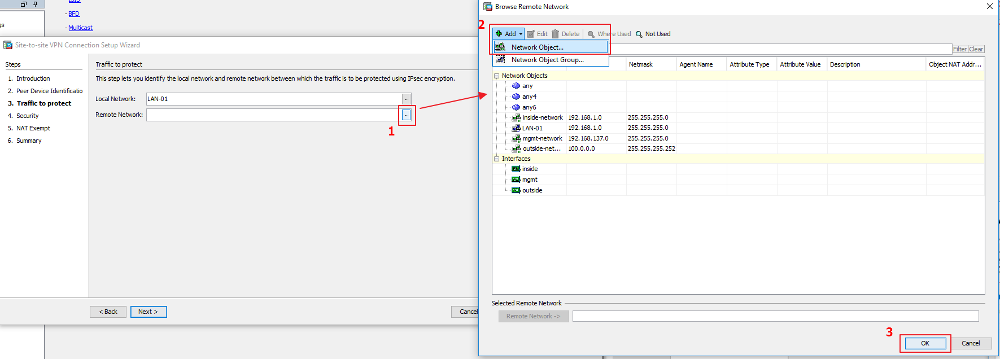 ISIS
- BFD
- Multicast
gs
Site-to-site VPN Connection Setup Wizard
Steps
1. Introduction
2. Peer Device Identificatio
3. Traffic to protect
4. Security
5. NAT Exempt
6. Summary
Traffic to protect
This step lets you identify the local network and remote network between which the traffic is to be protected using IPsec encryption.
Local Network: LAN-01 ...
Remote Network: ...
1
< Back Next > Cancel
Browse Remote Network
2
Add Edit Delete Where Used Not Used
Network Object...
Filter Clear
Network Object Group...
Netmask Agent Name Attribute Type Attribute Value Description Object NAT Addr...
Network Objects
any
any4
any6
inside-network 192.168.1.0 255.255.255.0
LAN-01 192.168.1.0 255.255.255.0
mgmt-network 192.168.137.0 255.255.255.0
outside-net... 100.0.0.0 255.255.255.252
Interfaces
inside
mgmt
outside
Selected Remote Network
Remote Network ->
3
OK Cancel